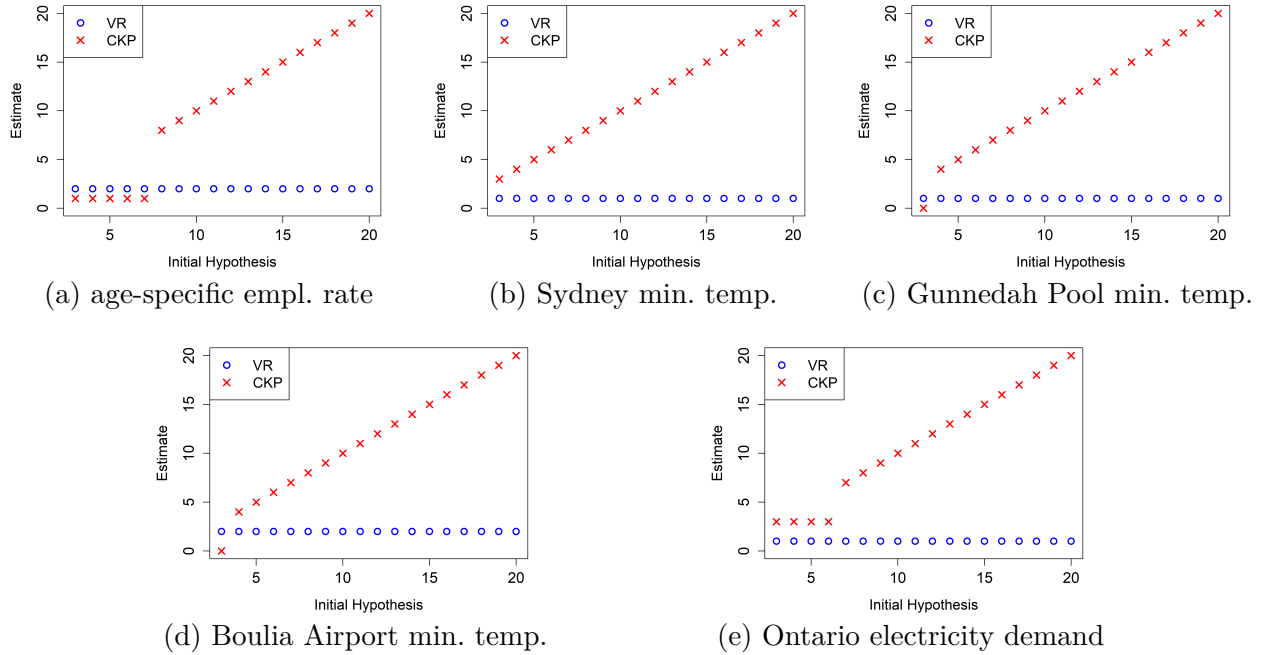 VR
CKP
Estimate
0
5
10
15
20
5
10
15
20
Initial Hypothesis
(a) age-specific empl. rate
VR
CKP
Estimate
0
5
10
15
20
5
10
15
20
Initial Hypothesis
(b) Sydney min. temp.
VR
CKP
Estimate
0
5
10
15
20
5
10
15
20
Initial Hypothesis
(c) Gunnedah Pool min. temp.
VR
CKP
Estimate
0
5
10
15
20
5
10
15
20
Initial Hypothesis
(d) Boulia Airport min. temp.
VR
CKP
Estimate
0
5
10
15
20
5
10
15
20
Initial Hypothesis
(e) Ontario electricity demand